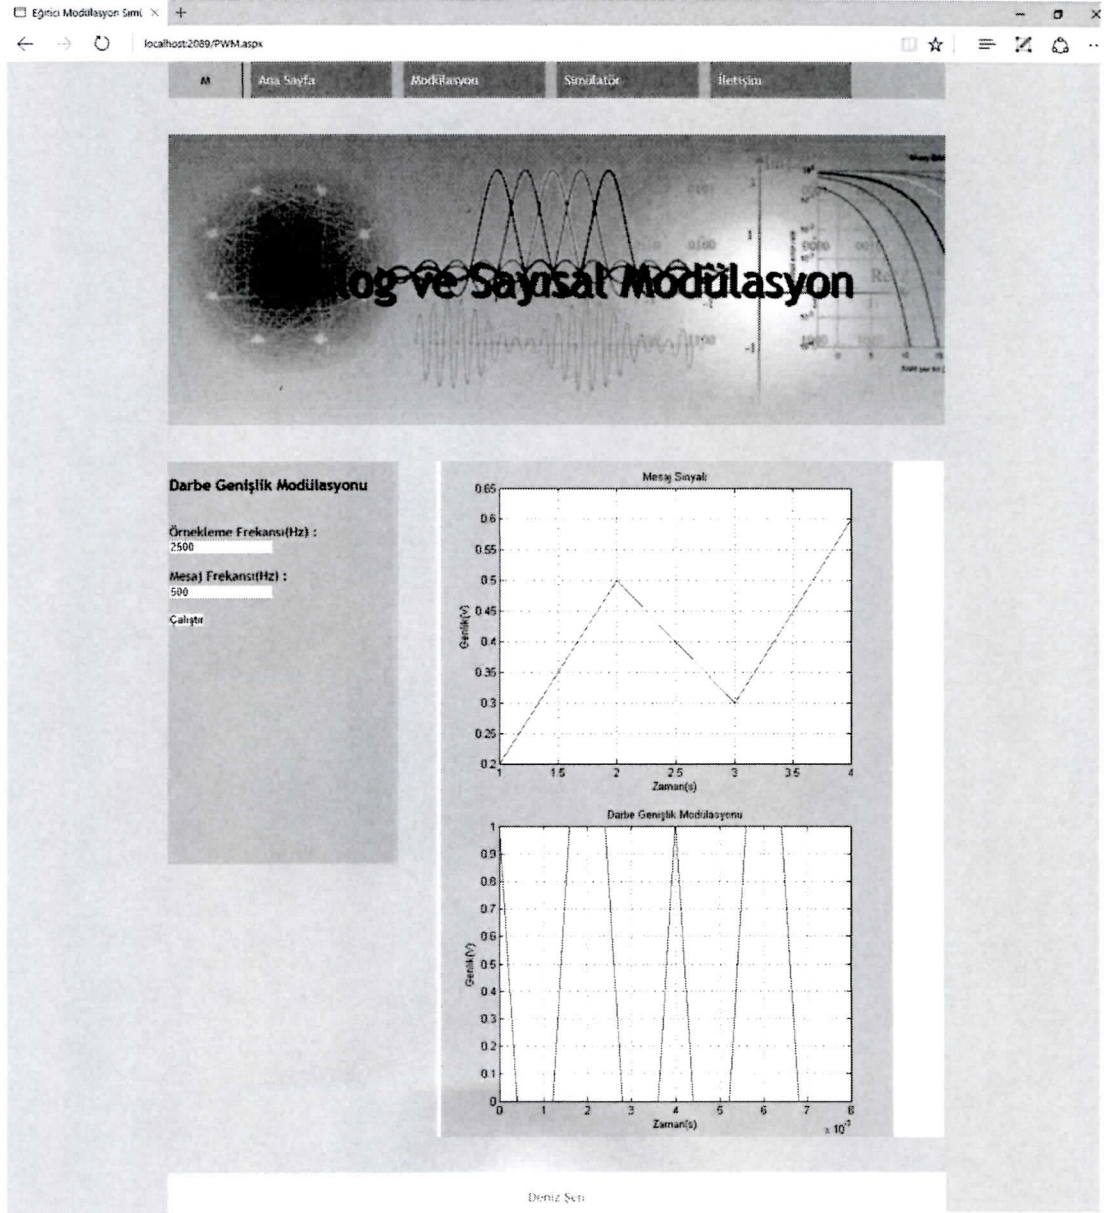 Eğitici Modülasyon Simi
localhost:2089/PWM.aspx
M
Ana Sayfa
Modülasyon
Simülatör
İletişim
log ve Sayısal Modülasyon
Darbe Genişlik Modülasyonu
Örnekleme Frekansı(Hz) :
2500
Mesaj Frekansı(Hz) :
500
Çalıştır
Mesaj Sinyali
0.65
0.6
0.55
0.5
0.45
0.4
0.35
0.3
0.25
0.2
Genlik(V)
1 1.5 2 2.5 3 3.5 4
Zaman(s)
Darbe Genişlik Modülasyonu
1
0.9
0.8
0.7
0.6
0.5
0.4
0.3
0.2
0.1
0
Genlik(V)
0 1 2 3 4 5 6 7 8
Zaman(s)
x 10⁻³
Deniz Şen